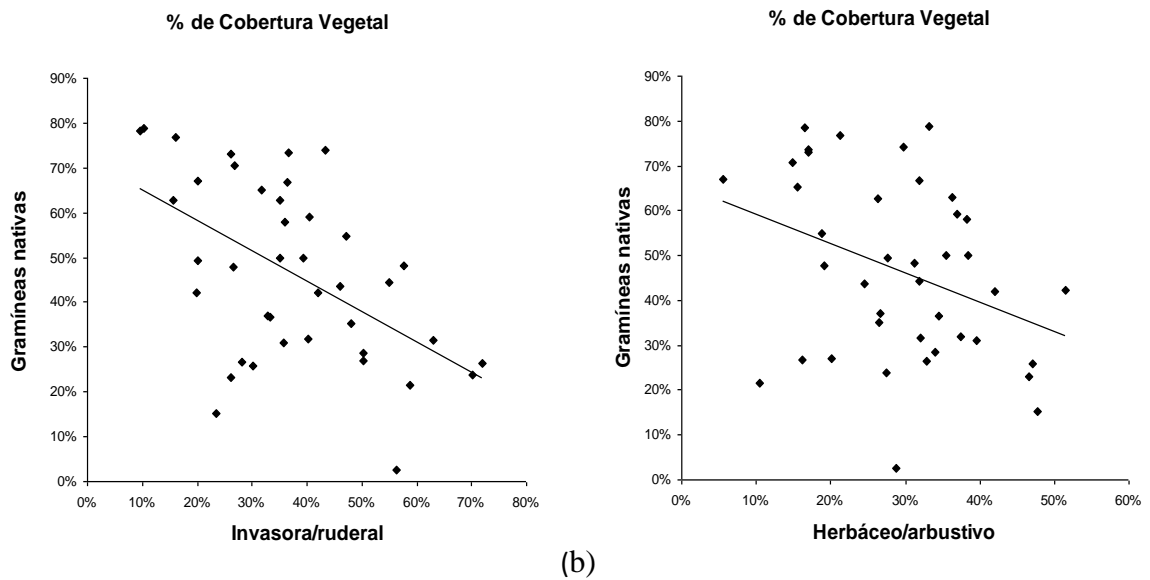 % de Cobertura Vegetal
Gramíneas nativas
90%
80%
70%
60%
50%
40%
30%
20%
10%
0%
0% 10% 20% 30% 40% 50% 60% 70% 80%
Invasora/ruderal
% de Cobertura Vegetal
Gramíneas nativas
90%
80%
70%
60%
50%
40%
30%
20%
10%
0%
0% 10% 20% 30% 40% 50% 60%
Herbáceo/arbustivo
(b)